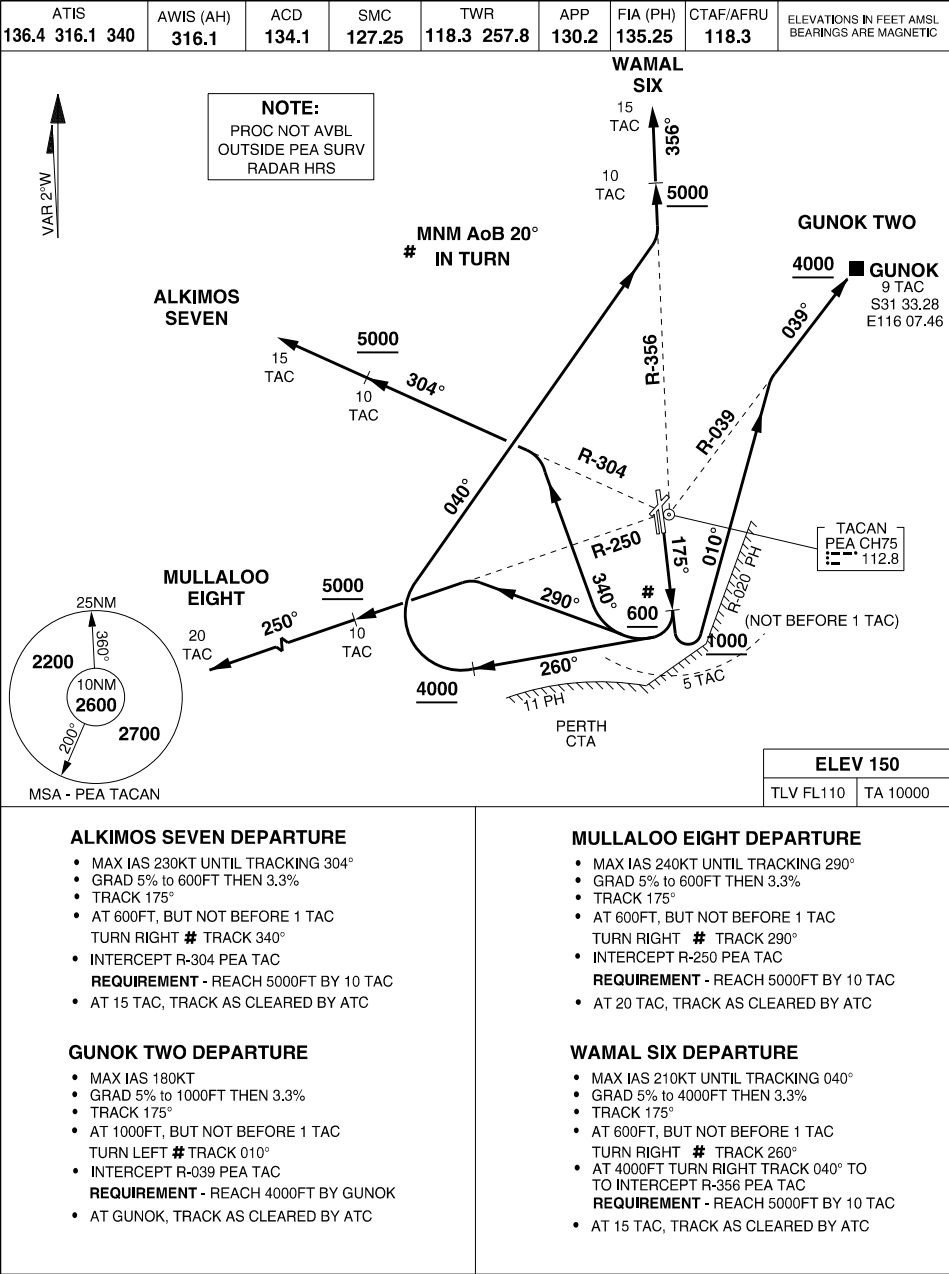 ATIS
136.4 316.1 340
AWIS (AH)
316.1
ACD
134.1
SMC
127.25
TWR
118.3 257.8
APP
130.2
FIA (PH)
135.25
CTAF/AFRU
118.3
ELEVATIONS IN FEET AMSL
BEARINGS ARE MAGNETIC
VAR 2°W
NOTE:
PROC NOT AVBL
OUTSIDE PEA SURV
RADAR HRS
WAMAL
SIX
15
TAC
356°
10
TAC
5000
# MNM AoB 20°
IN TURN
GUNOK TWO
4000
GUNOK
9 TAC
S31 33.28
E116 07.46
039°
ALKIMOS
SEVEN
5000
15
TAC
304°
10
TAC
R-356
R-039
R-304
040°
R-250
175°
010°
340°
TACAN
PEA CH75
112.8
R-020 PH
MULLALOO
EIGHT
5000
290°
#
600
(NOT BEFORE 1 TAC)
250°
20
TAC
10
TAC
1000
260°
4000
5 TAC
11 PH
PERTH
CTA
25NM
360°
2200
10NM
2600
2700
200°
MSA - PEA TACAN
ELEV 150
TLV FL110
TA 10000
ALKIMOS SEVEN DEPARTURE
• MAX IAS 230KT UNTIL TRACKING 304°
• GRAD 5% to 600FT THEN 3.3%
• TRACK 175°
• AT 600FT, BUT NOT BEFORE 1 TAC
TURN RIGHT # TRACK 340°
• INTERCEPT R-304 PEA TAC
REQUIREMENT - REACH 5000FT BY 10 TAC
• AT 15 TAC, TRACK AS CLEARED BY ATC
GUNOK TWO DEPARTURE
• MAX IAS 180KT
• GRAD 5% to 1000FT THEN 3.3%
• TRACK 175°
• AT 1000FT, BUT NOT BEFORE 1 TAC
TURN LEFT # TRACK 010°
• INTERCEPT R-039 PEA TAC
REQUIREMENT - REACH 4000FT BY GUNOK
• AT GUNOK, TRACK AS CLEARED BY ATC
MULLALOO EIGHT DEPARTURE
• MAX IAS 240KT UNTIL TRACKING 290°
• GRAD 5% to 600FT THEN 3.3%
• TRACK 175°
• AT 600FT, BUT NOT BEFORE 1 TAC
TURN RIGHT # TRACK 290°
• INTERCEPT R-250 PEA TAC
REQUIREMENT - REACH 5000FT BY 10 TAC
• AT 20 TAC, TRACK AS CLEARED BY ATC
WAMAL SIX DEPARTURE
• MAX IAS 210KT UNTIL TRACKING 040°
• GRAD 5% to 4000FT THEN 3.3%
• TRACK 175°
• AT 600FT, BUT NOT BEFORE 1 TAC
TURN RIGHT # TRACK 260°
• AT 4000FT TURN RIGHT TRACK 040° TO
TO INTERCEPT R-356 PEA TAC
REQUIREMENT - REACH 5000FT BY 10 TAC
• AT 15 TAC, TRACK AS CLEARED BY ATC